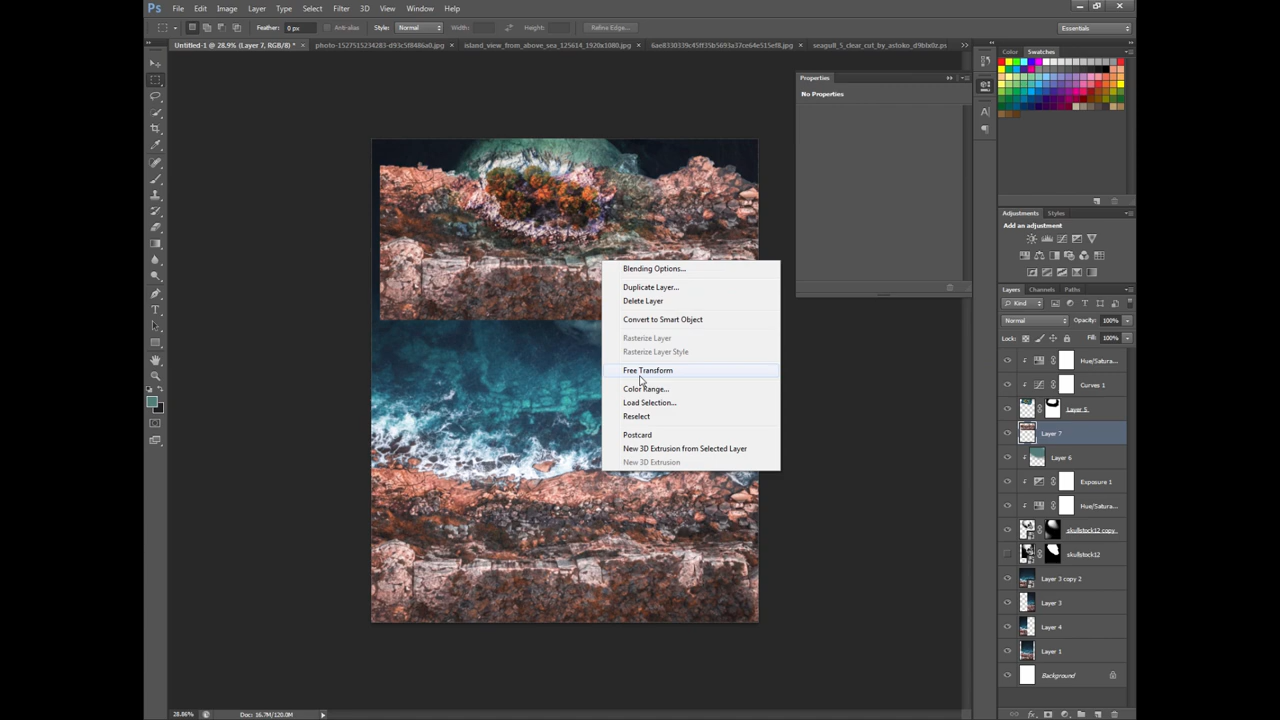 Ps File Edit Image Layer Type Select Filter 3D View Window Help
Feather: 0 px Anti-alias Style: Normal Width: Height: Refine Edge... Essentials
Untitled-1 @ 28.9% (Layer 7, RGB/8) * × photo-1527515234283-d93c5f8486a0.jpg × island_view_from_above_sea_125614_1920x1080.jpg × 6ae8330339c45ff35b5693a37ce64e515ejf8.jpg × seagull_5_clear_cut_by_astoko_d9blx0z.pn
Color Swatches
Properties
No Properties
Adjustments Styles
Add an adjustment
Blending Options...
Duplicate Layer...
Delete Layer
Convert to Smart Object
Rasterize Layer
Rasterize Layer Style
Free Transform
Color Range...
Load Selection...
Reselect
Postcard
New 3D Extrusion from Selected Layer
New 3D Extrusion
Layers Channels Paths
Kind
Normal Opacity: 100%
Lock: Fill: 100%
Hue/Satura...
Curves 1
Layer 5
Layer 7
Layer 6
Exposure 1
Hue/Satura...
skullstock12 copy
skullstock12
Layer 3 copy 2
Layer 3
Layer 4
Layer 1
Background
28.86% Doc: 16.7M/120.0M